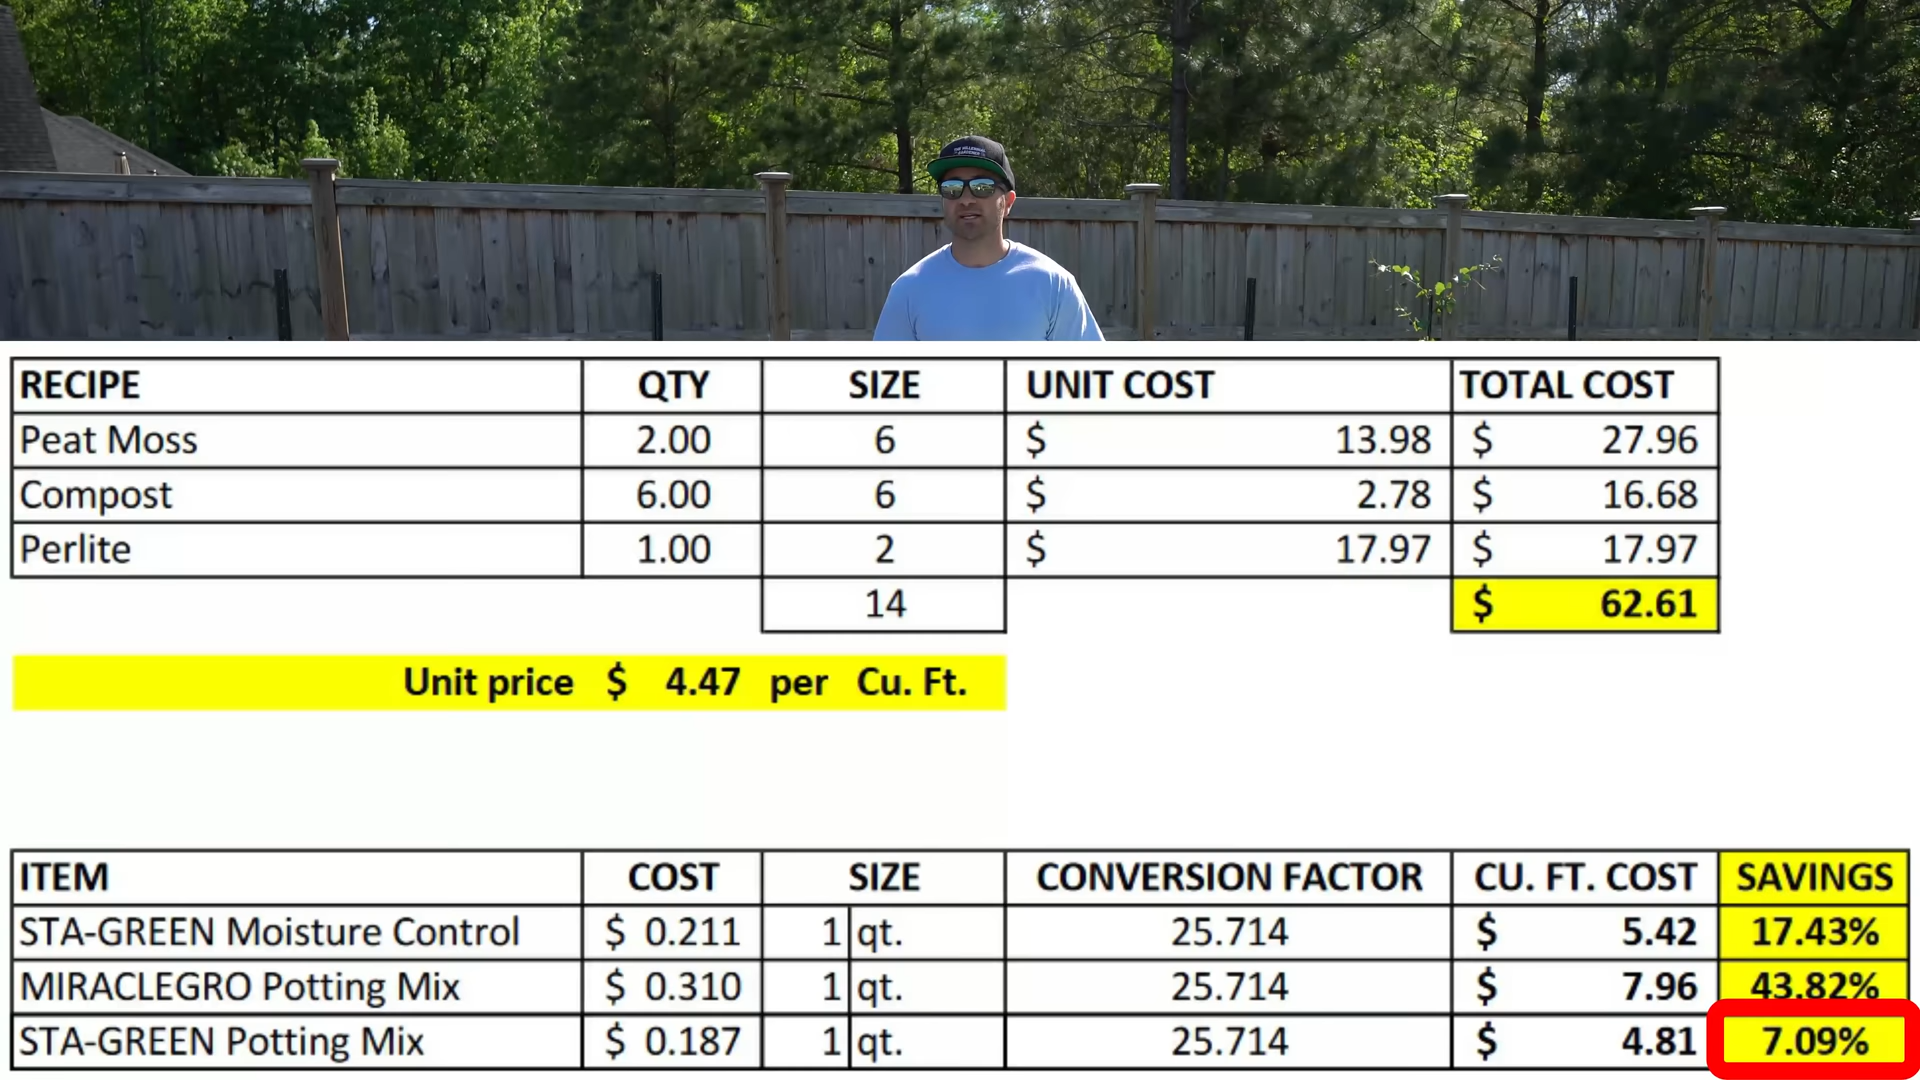 THE MILLENNIAL
GARDENER
RECIPE QTY SIZE UNIT COST TOTAL COST
Peat Moss 2.00 6 $ 13.98 $ 27.96
Compost 6.00 6 $ 2.78 $ 16.68
Perlite 1.00 2 $ 17.97 $ 17.97
14 $ 62.61
Unit price $ 4.47 per Cu. Ft.
ITEM COST SIZE CONVERSION FACTOR CU. FT. COST SAVINGS
STA-GREEN Moisture Control $ 0.211 1 qt. 25.714 $ 5.42 17.43%
MIRACLEGRO Potting Mix $ 0.310 1 qt. 25.714 $ 7.96 43.82%
STA-GREEN Potting Mix $ 0.187 1 qt. 25.714 $ 4.81 7.09%